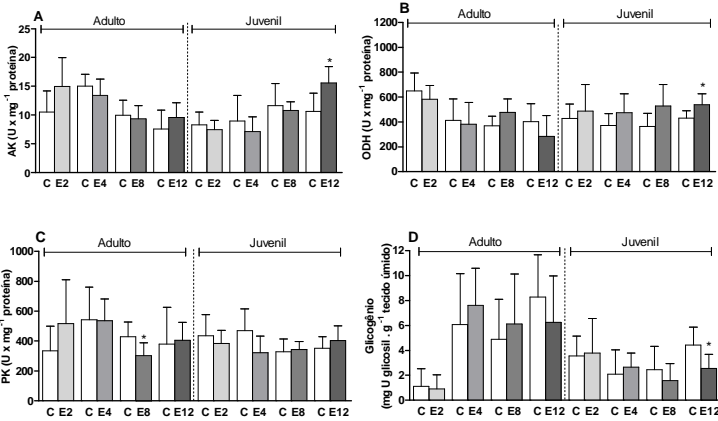 A
Adulto
Juvenil
AK (U x mg⁻¹ proteína)
25
20
15
10
5
0
*
C E2 C E4 C E8 C E12 C E2 C E4 C E8 C E12
B
Adulto
Juvenil
ODH (U x mg⁻¹ proteína)
1200
1000
800
600
400
200
0
*
C E2 C E4 C E8 C E12 C E2 C E4 C E8 C E12
C
Adulto
Juvenil
PK (U x mg⁻¹ proteína)
1000
800
600
400
200
0
*
C E2 C E4 C E8 C E12 C E2 C E4 C E8 C E12
D
Adulto
Juvenil
Glicogênio
(mg U glicosil . g⁻¹ tecido úmido)
12
10
8
6
4
2
0
*
C E2 C E4 C E8 C E12 C E2 C E4 C E8 C E12